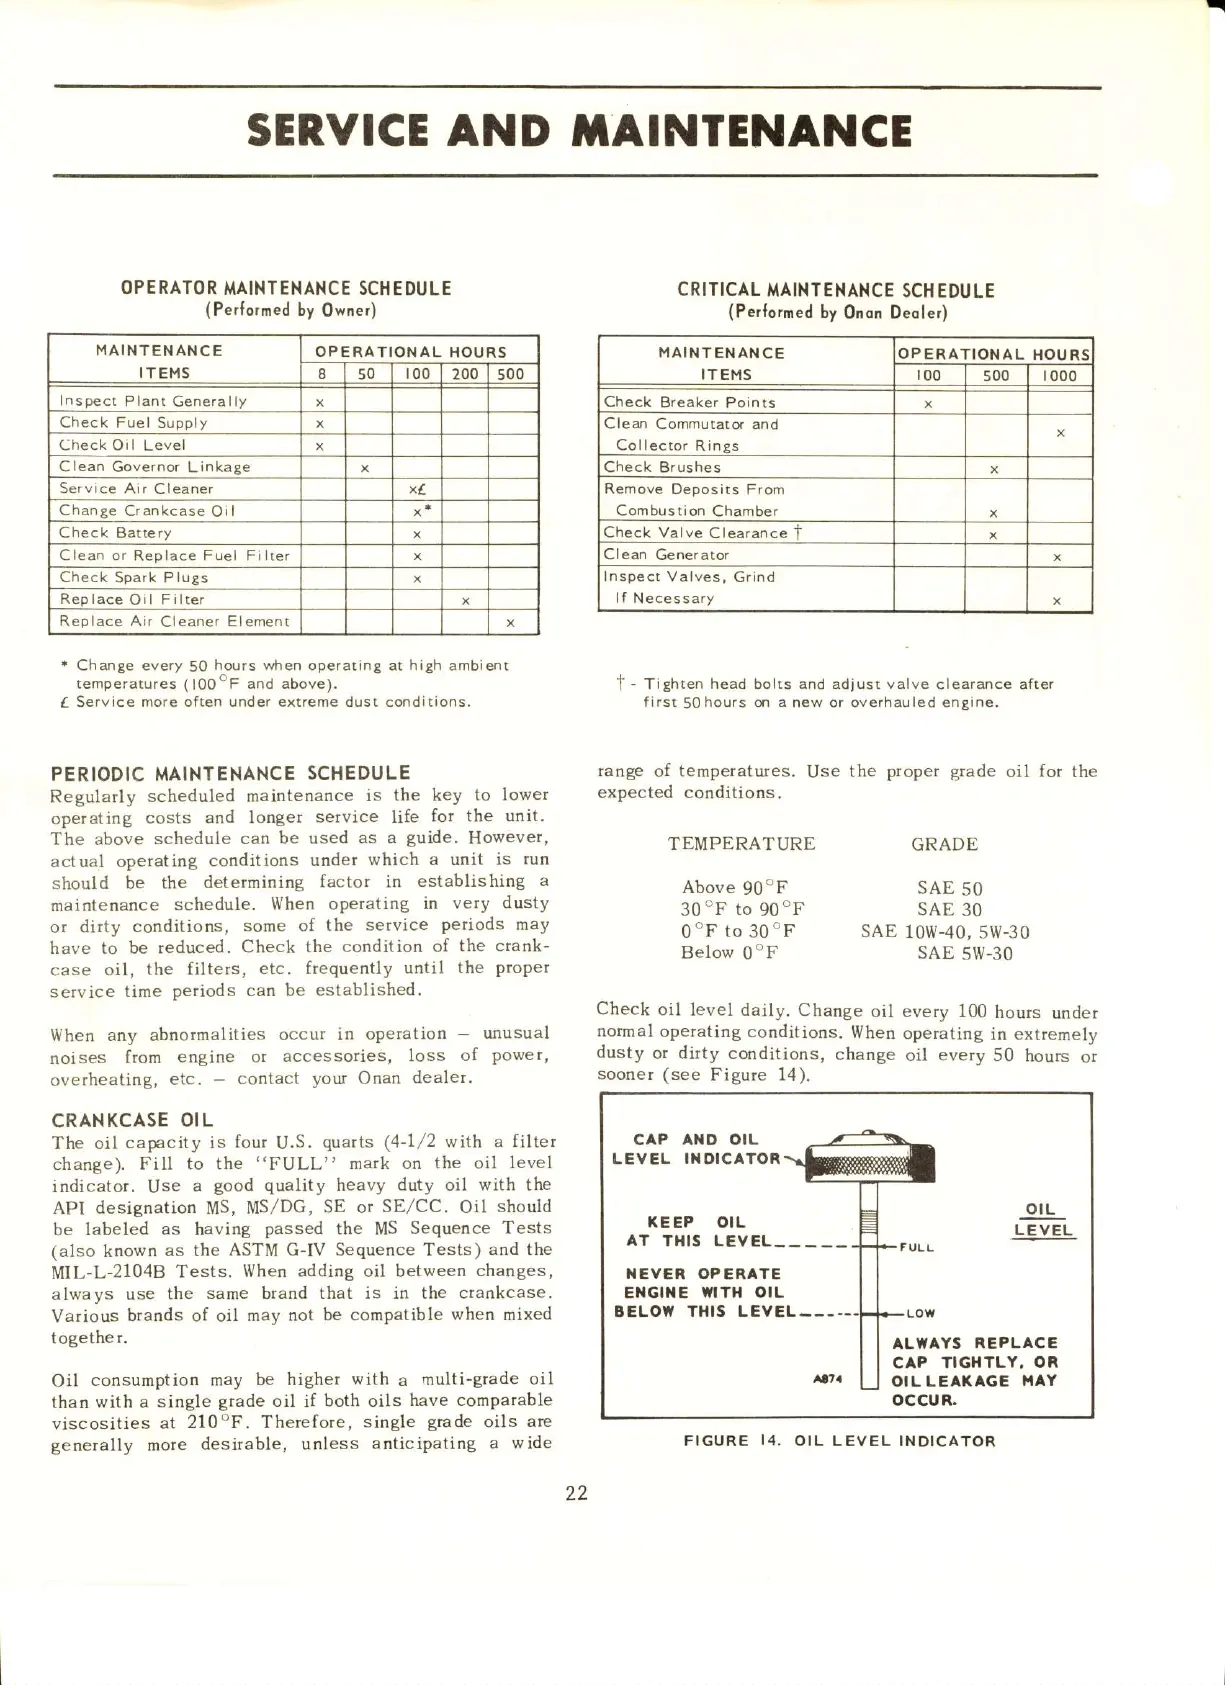 SERVICE AND MAINTENANCE
OPERATOR MAINTENANCE SCHEDULE
(Performed by Owner)
MAINTENANCE ITEMS OPERATIONAL HOURS
8 50 100 200 500
Inspect Plant Generally x
Check Fuel Supply x
Check Oil Level x
Clean Governor Linkage x
Service Air Cleaner x£
Change Crankcase Oil x*
Check Battery x
Clean or Replace Fuel Filter x
Check Spark Plugs x
Replace Oil Filter x
Replace Air Cleaner Element x
* Change every 50 hours when operating at high ambient
temperatures (100°F and above).
£ Service more often under extreme dust conditions.
CRITICAL MAINTENANCE SCHEDULE
(Performed by Onan Dealer)
MAINTENANCE ITEMS OPERATIONAL HOURS
100 500 1000
Check Breaker Points x
Clean Commutator and
Collector Rings x
Check Brushes x
Remove Deposits From
Combustion Chamber x
Check Valve Clearance † x
Clean Generator x
Inspect Valves, Grind
If Necessary x
† - Tighten head bolts and adjust valve clearance after
first 50 hours on a new or overhauled engine.
PERIODIC MAINTENANCE SCHEDULE
Regularly scheduled maintenance is the key to lower
operating costs and longer service life for the unit.
The above schedule can be used as a guide. However,
actual operating conditions under which a unit is run
should be the determining factor in establishing a
maintenance schedule. When operating in very dusty
or dirty conditions, some of the service periods may
have to be reduced. Check the condition of the crank-
case oil, the filters, etc. frequently until the proper
service time periods can be established.
When any abnormalities occur in operation — unusual
noises from engine or accessories, loss of power,
overheating, etc. — contact your Onan dealer.
CRANKCASE OIL
The oil capacity is four U.S. quarts (4-1/2 with a filter
change). Fill to the "FULL" mark on the oil level
indicator. Use a good quality heavy duty oil with the
API designation MS, MS/DG, SE or SE/CC. Oil should
be labeled as having passed the MS Sequence Tests
(also known as the ASTM G-IV Sequence Tests) and the
MIL-L-2104B Tests. When adding oil between changes,
always use the same brand that is in the crankcase.
Various brands of oil may not be compatible when mixed
together.
Oil consumption may be higher with a multi-grade oil
than with a single grade oil if both oils have comparable
viscosities at 210°F. Therefore, single grade oils are
generally more desirable, unless anticipating a wide
range of temperatures. Use the proper grade oil for the
expected conditions.
TEMPERATURE GRADE
Above 90°F SAE 50
30°F to 90°F SAE 30
0°F to 30°F SAE 10W-40, 5W-30
Below 0°F SAE 5W-30
Check oil level daily. Change oil every 100 hours under
normal operating conditions. When operating in extremely
dusty or dirty conditions, change oil every 50 hours or
sooner (see Figure 14).
CAP AND OIL
LEVEL INDICATOR
KEEP OIL
AT THIS LEVEL
FULL
OIL
LEVEL
NEVER OPERATE
ENGINE WITH OIL
BELOW THIS LEVEL
LOW
ALWAYS REPLACE
CAP TIGHTLY, OR
OIL LEAKAGE MAY
OCCUR.
A874
FIGURE 14. OIL LEVEL INDICATOR
22